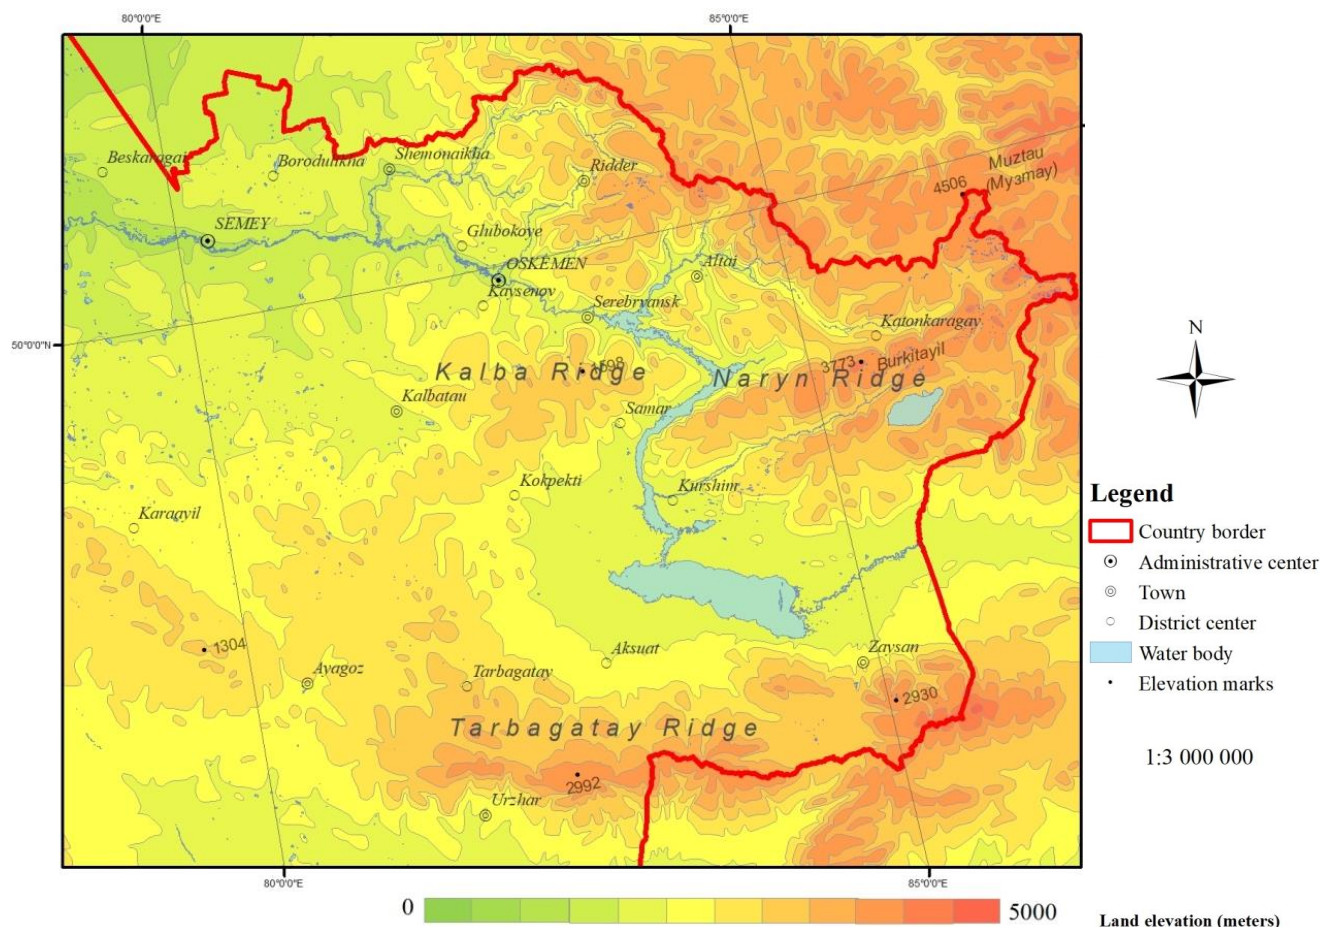 80°0'0"E
85°0'0"E
Muztau
(Музтау)
4506
Beskaragai
Borodulikha
Shemonaikha
Ridder
SEMEY
Glubokoye
OSKEMEN
Altai
Kaysenov
Serebryansk
Katonkaragay
50°0'0"N
Kalba Ridge
1598
3773
Burkitayil
Naryn Ridge
Kalbatau
Samar
Kokpekti
Kurshim
Karaayil
1304
Ayagoz
Tarbagatay
Aksuat
Zaysan
2930
Tarbagatay Ridge
2992
Urzhar
80°0'0"E
85°0'0"E
N
Legend
Country border
Administrative center
Town
District center
Water body
Elevation marks
1:3 000 000
0
5000
Land elevation (meters)